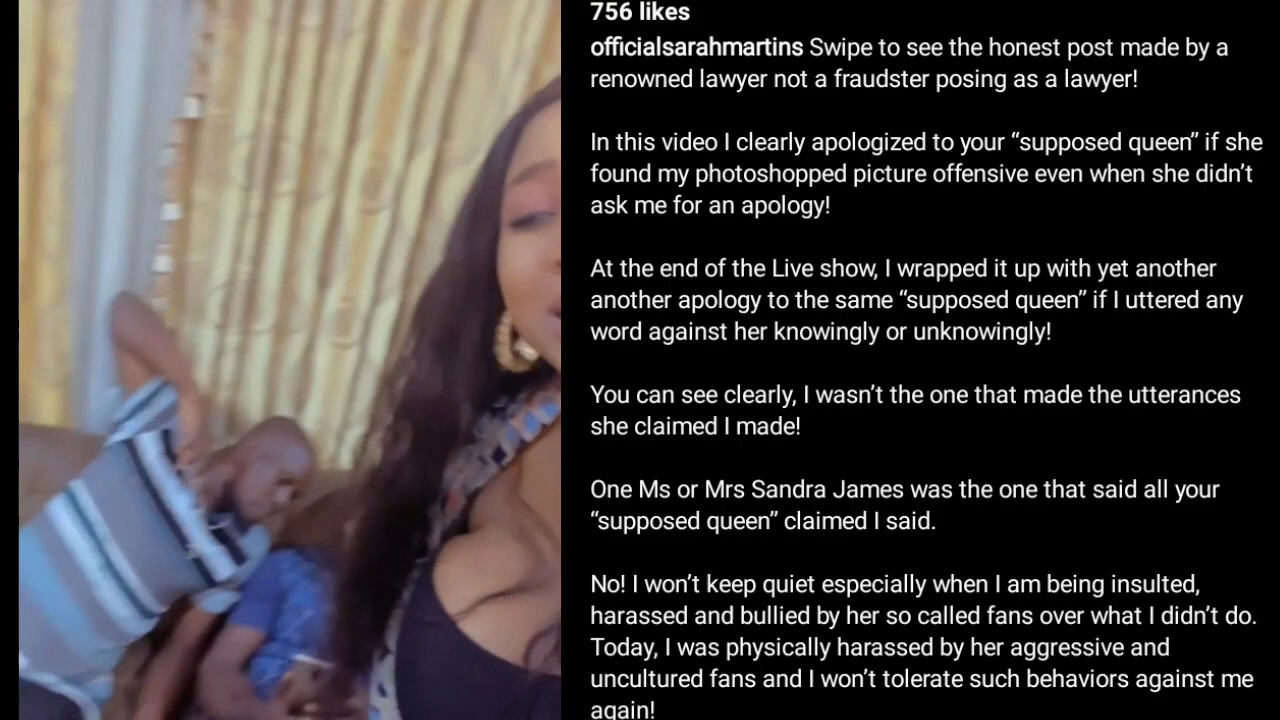 756 likes
officialsarahmartins Swipe to see the honest post made by a
renowned lawyer not a fraudster posing as a lawyer!
In this video I clearly apologized to your “supposed queen” if she
found my photoshopped picture offensive even when she didn’t
ask me for an apology!
At the end of the Live show, I wrapped it up with yet another
another apology to the same “supposed queen” if I uttered any
word against her knowingly or unknowingly!
You can see clearly, I wasn’t the one that made the utterances
she claimed I made!
One Ms or Mrs Sandra James was the one that said all your
“supposed queen” claimed I said.
No! I won’t keep quiet especially when I am being insulted,
harassed and bullied by her so called fans over what I didn’t do.
Today, I was physically harassed by her aggressive and
uncultured fans and I won’t tolerate such behaviors against me
again!